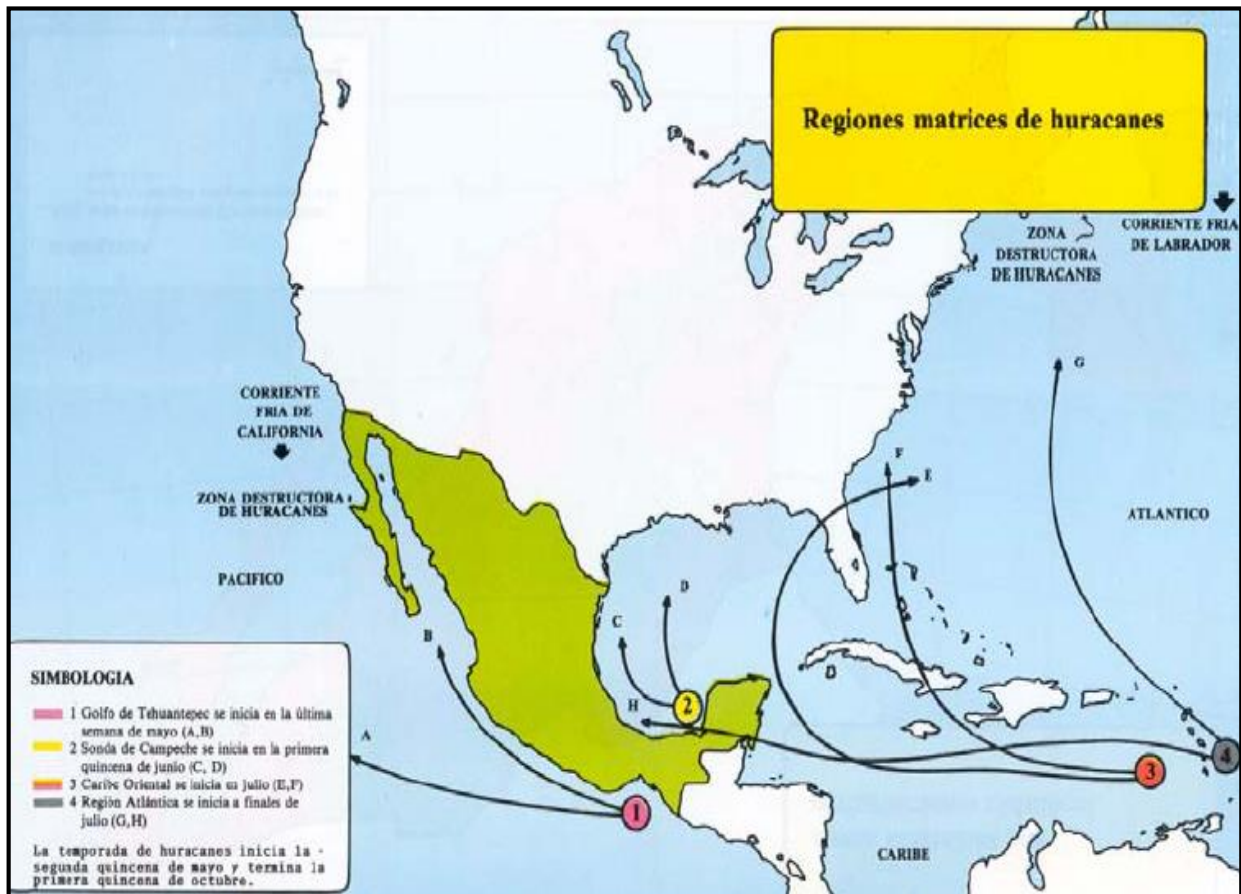 Regiones matrices de huracanes
CORRIENTE FRIA
DE LABRADOR
ZONA
DESTRUCTORA
DE HURACANES
G
CORRIENTE
FRIA DE
CALIFORNIA
ZONA DESTRUCTORA
DE HURACANES
F
E
ATLANTICO
PACIFICO
D
C
B
H
2
A
4
3
1
CARIBE
SIMBOLOGIA
1 Golfo de Tehuantepec se inicia en la última
semana de mayo (A,B)
2 Sonda de Campeche se inicia en la primera
quincena de junio (C, D)
3 Caribe Oriental se inicia en julio (E,F)
4 Región Atlántica se inicia a finales de
julio (G,H)
La temporada de huracanes inicia la -
segunda quincena de mayo y termina la
primera quincena de octubre.